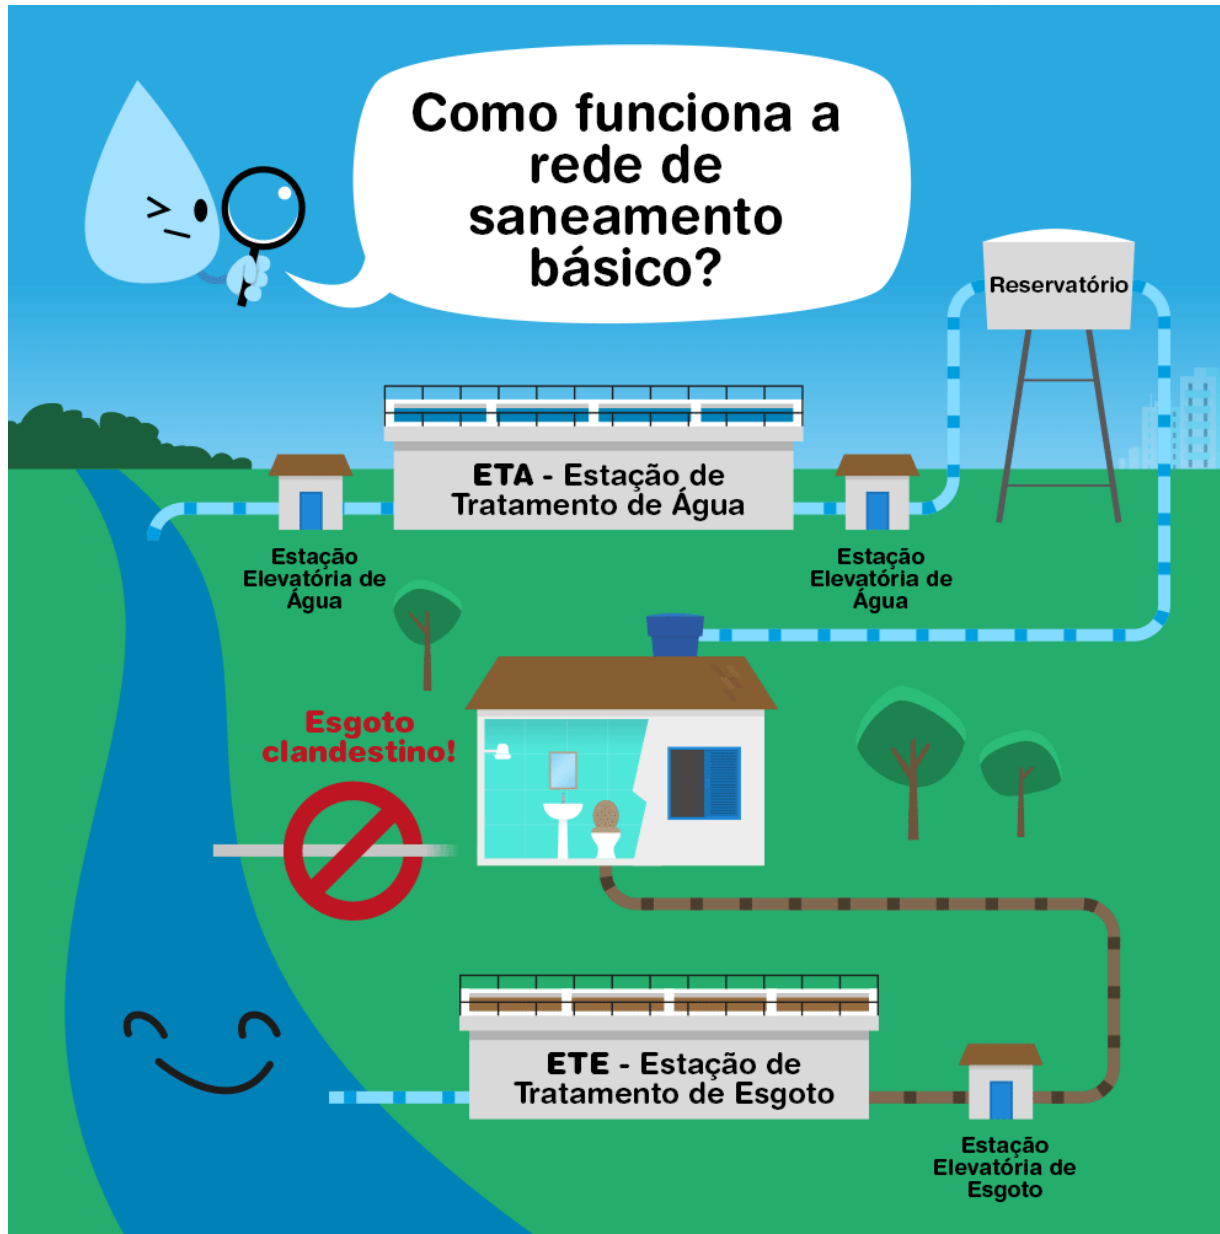 Como funciona a
rede de
saneamento
básico?
Reservatório
ETA - Estação de
Tratamento de Água
Estação
Elevatória de
Água
Estação
Elevatória de
Água
Esgoto
clandestino!
ETE - Estação de
Tratamento de Esgoto
Estação
Elevatória de
Esgoto